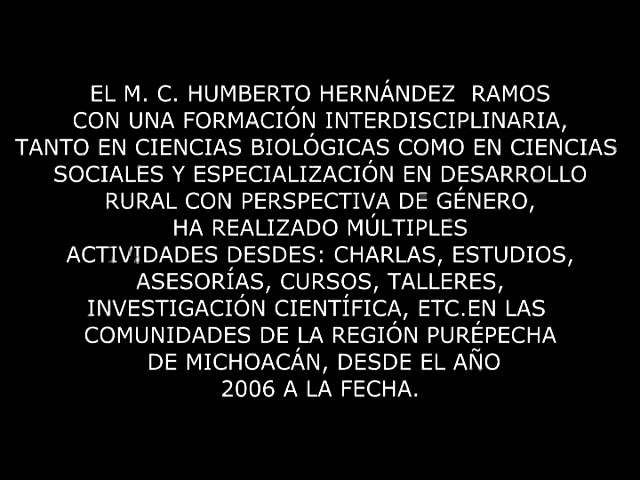 EL M. C. HUMBERTO HERNÁNDEZ  RAMOS
CON UNA FORMACIÓN INTERDISCIPLINARIA,
TANTO EN CIENCIAS BIOLÓGICAS COMO EN CIENCIAS
SOCIALES Y ESPECIALIZACIÓN EN DESARROLLO
RURAL CON PERSPECTIVA DE GÉNERO,
HA REALIZADO MÚLTIPLES
ACTIVIDADES DESDES: CHARLAS, ESTUDIOS,
ASESORÍAS, CURSOS, TALLERES,
INVESTIGACIÓN CIENTÍFICA, ETC.EN LAS
COMUNIDADES DE LA REGIÓN PURÉPECHA
DE MICHOACÁN, DESDE EL AÑO
2006 A LA FECHA.